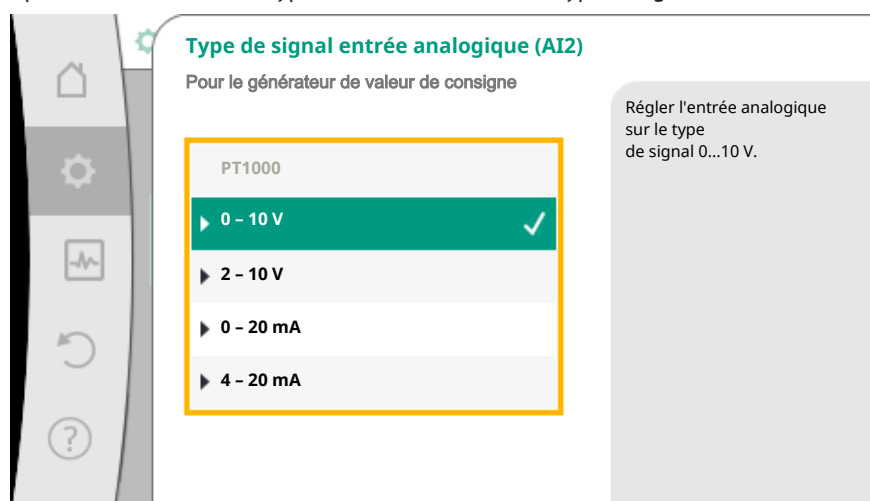 Type de signal entrée analogique (AI2)
Pour le générateur de valeur de consigne
PT1000
0 – 10 V
2 – 10 V
0 – 20 mA
4 – 20 mA
Régler l'entrée analogique
sur le type
de signal 0...10 V.
?